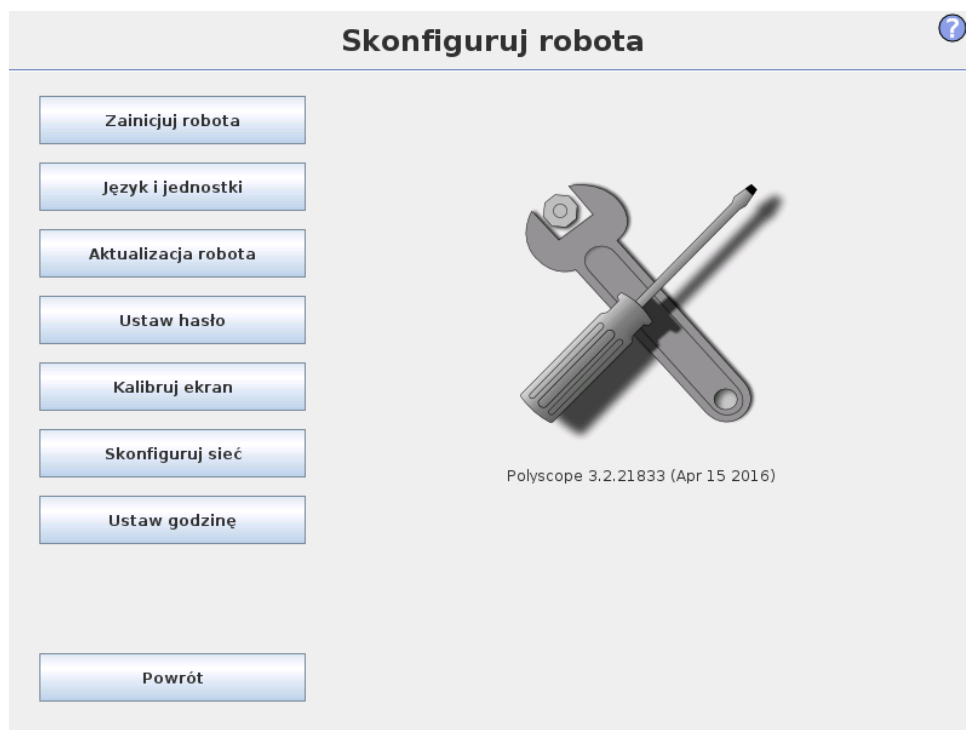 Skonfiguruj robota
?
Zainicjuj robota
Język i jednostki
Aktualizacja robota
Ustaw hasło
Kalibruj ekran
Skonfiguruj sieć
Ustaw godzinę
Polyscope 3.2.21833 (Apr 15 2016)
Powrót